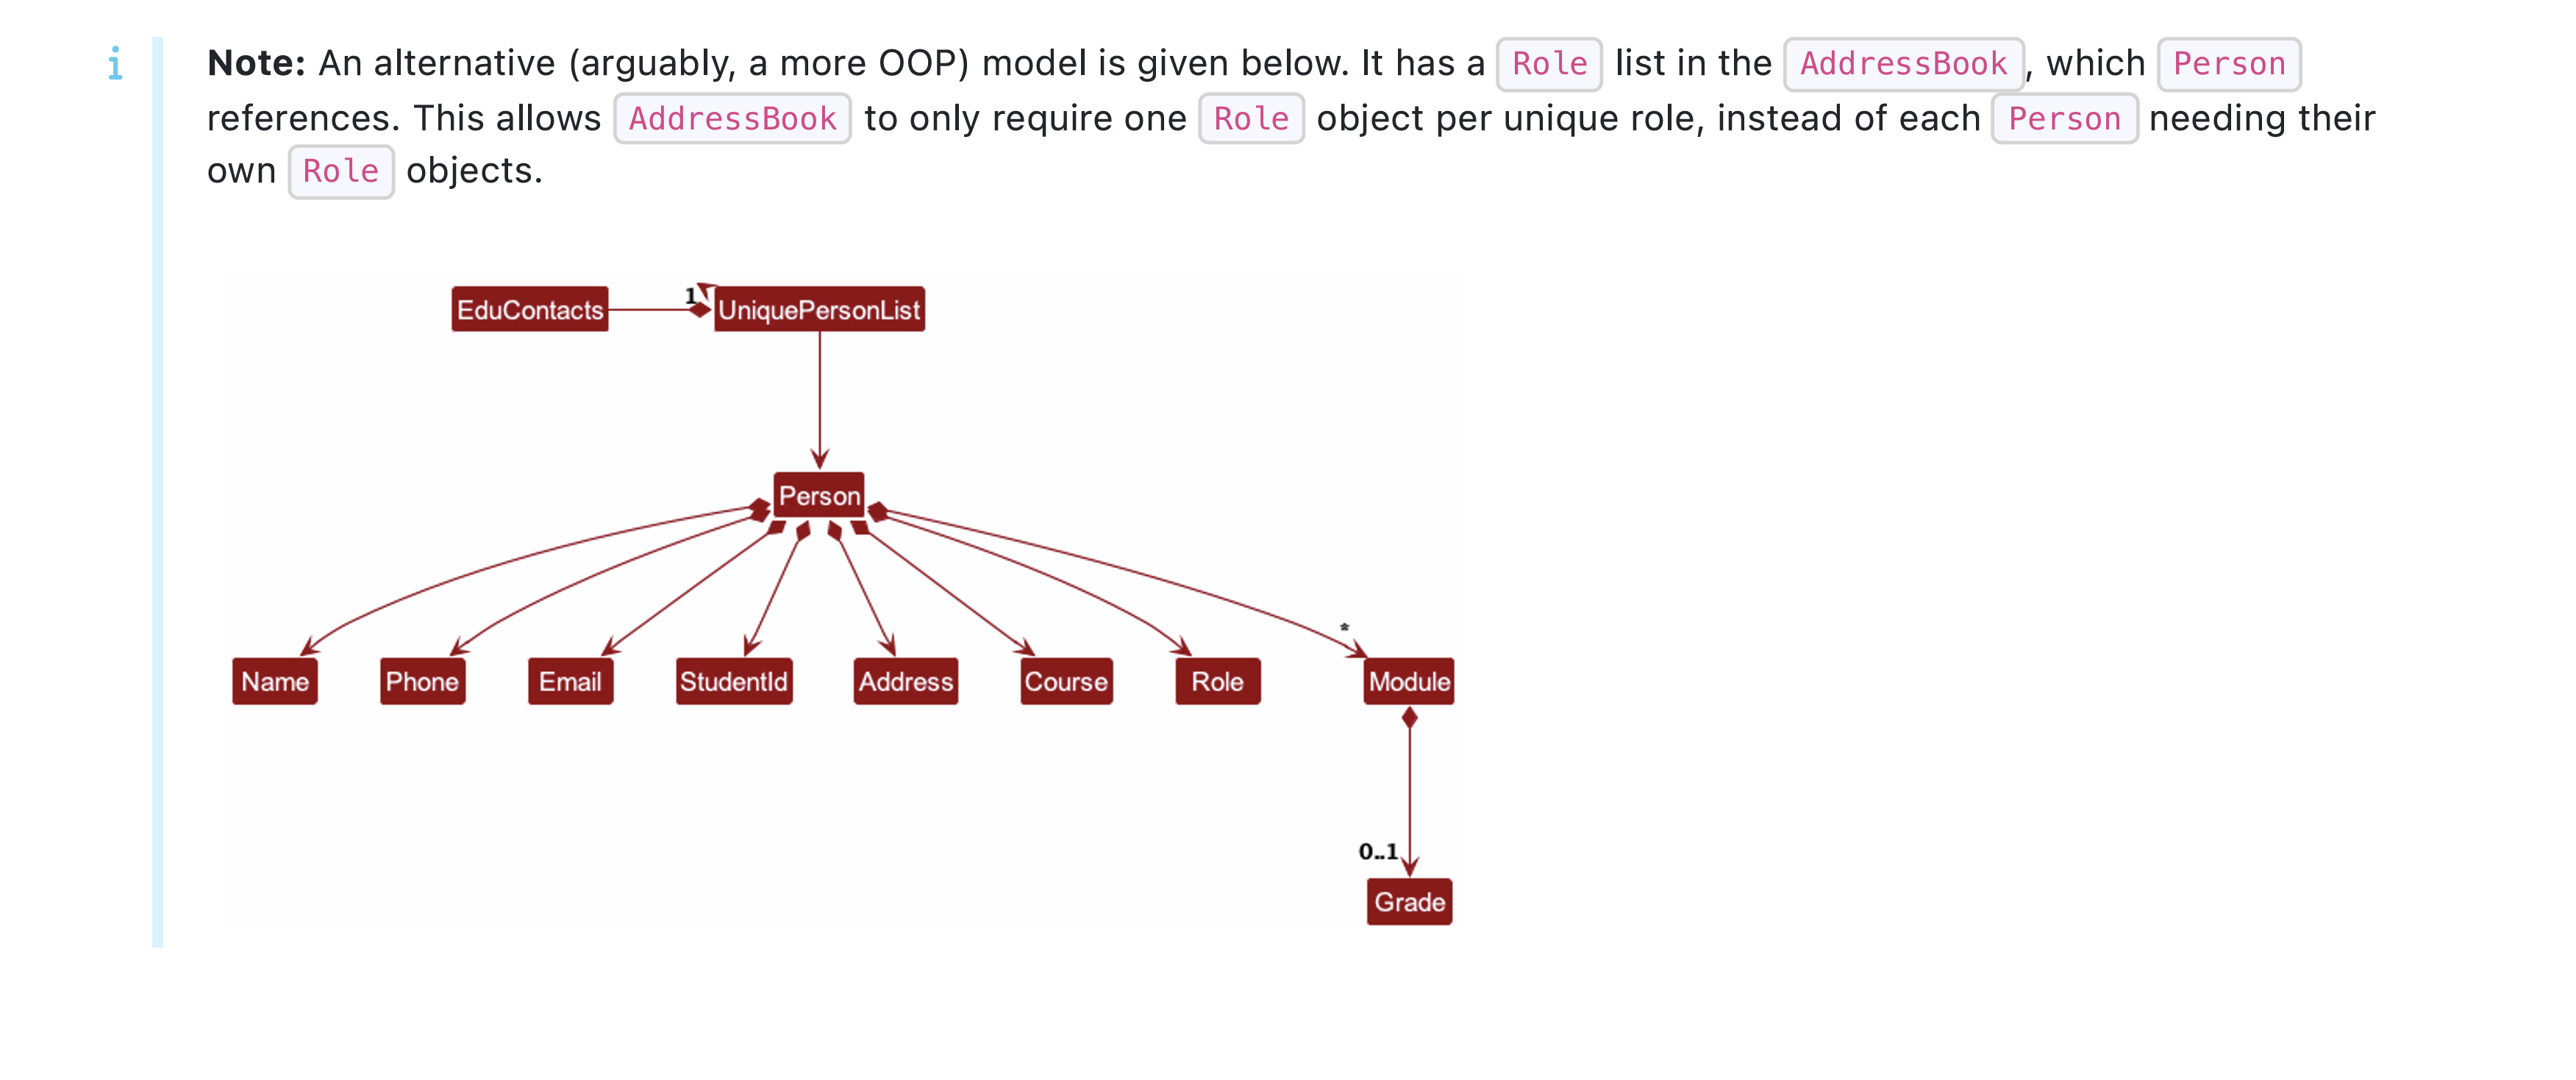 Note: An alternative (arguably, a more OOP) model is given below. It has a Role list in the AddressBook, which Person
references. This allows AddressBook to only require one Role object per unique role, instead of each Person needing their
own Role objects.
EduContacts
1
UniquePersonList
Person
*
Name
Phone
Email
StudentId
Address
Course
Role
Module
0..1
Grade